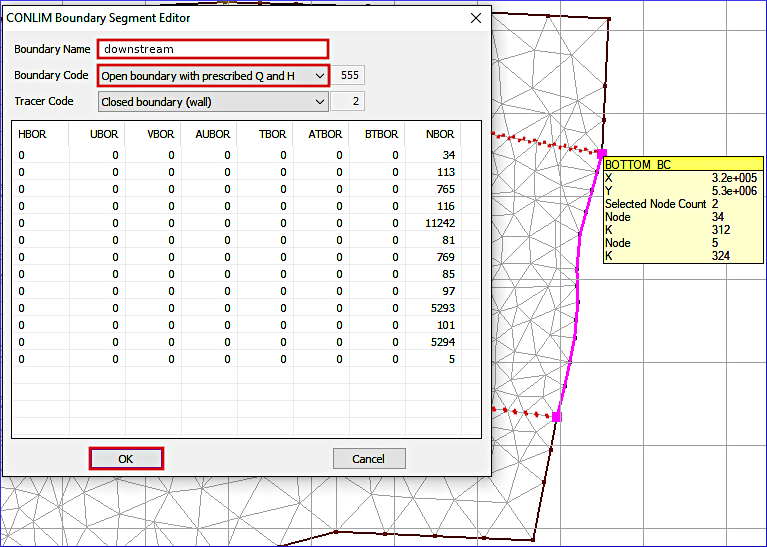 CONLIM Boundary Segment Editor
Boundary Name downstream
Boundary Code Open boundary with prescribed Q and H 555
Tracer Code Closed boundary (wall) 2
HBOR UBOR VBOR AUBOR TBOR ATBOR BTBOR NBOR
0 0 0 0 0 0 0 34
0 0 0 0 0 0 0 113
0 0 0 0 0 0 0 765
0 0 0 0 0 0 0 116
0 0 0 0 0 0 0 11242
0 0 0 0 0 0 0 81
0 0 0 0 0 0 0 769
0 0 0 0 0 0 0 85
0 0 0 0 0 0 0 97
0 0 0 0 0 0 0 5293
0 0 0 0 0 0 0 101
0 0 0 0 0 0 0 5294
0 0 0 0 0 0 0 5
OK Cancel
BOTTOM BC
X 3.2e+005
Y 5.3e+006
Selected Node Count 2
Node 34
K 312
Node 5
K 324